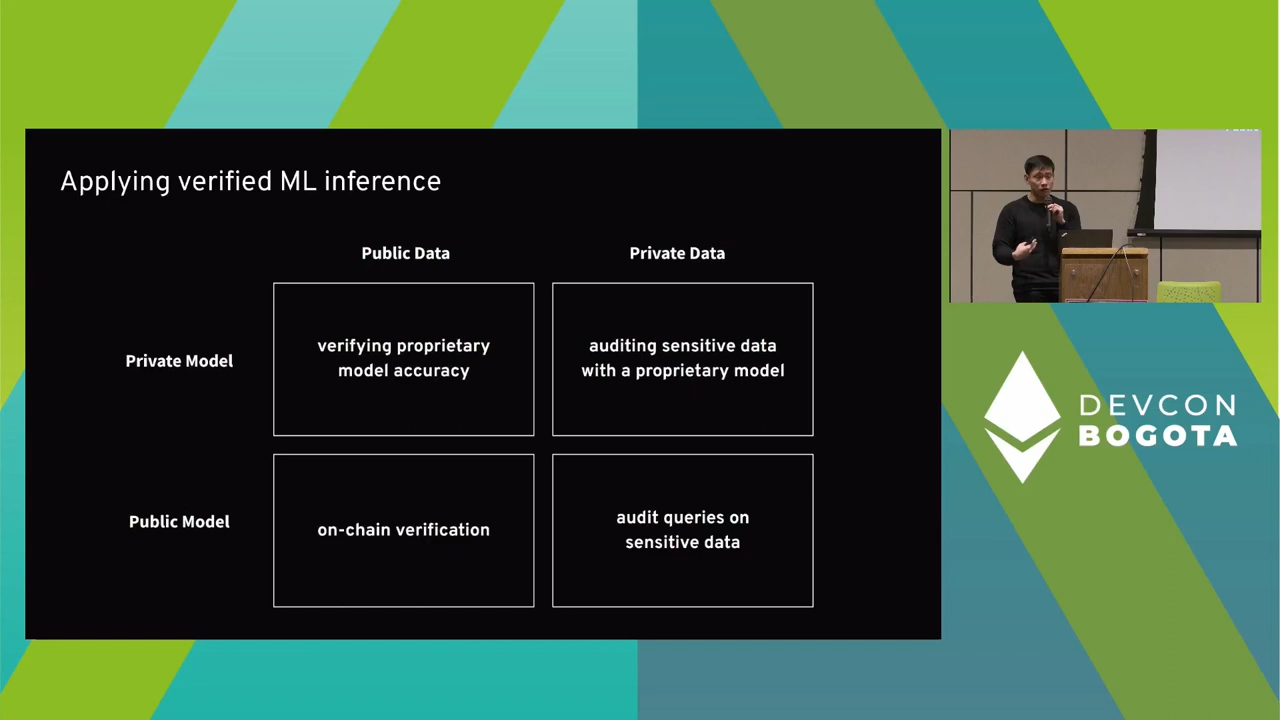 Applying verified ML inference
Public Data
Private Data
Private Model
verifying proprietary
model accuracy
auditing sensitive data
with a proprietary model
Public Model
on-chain verification
audit queries on
sensitive data
DEVCON
BOGOTA